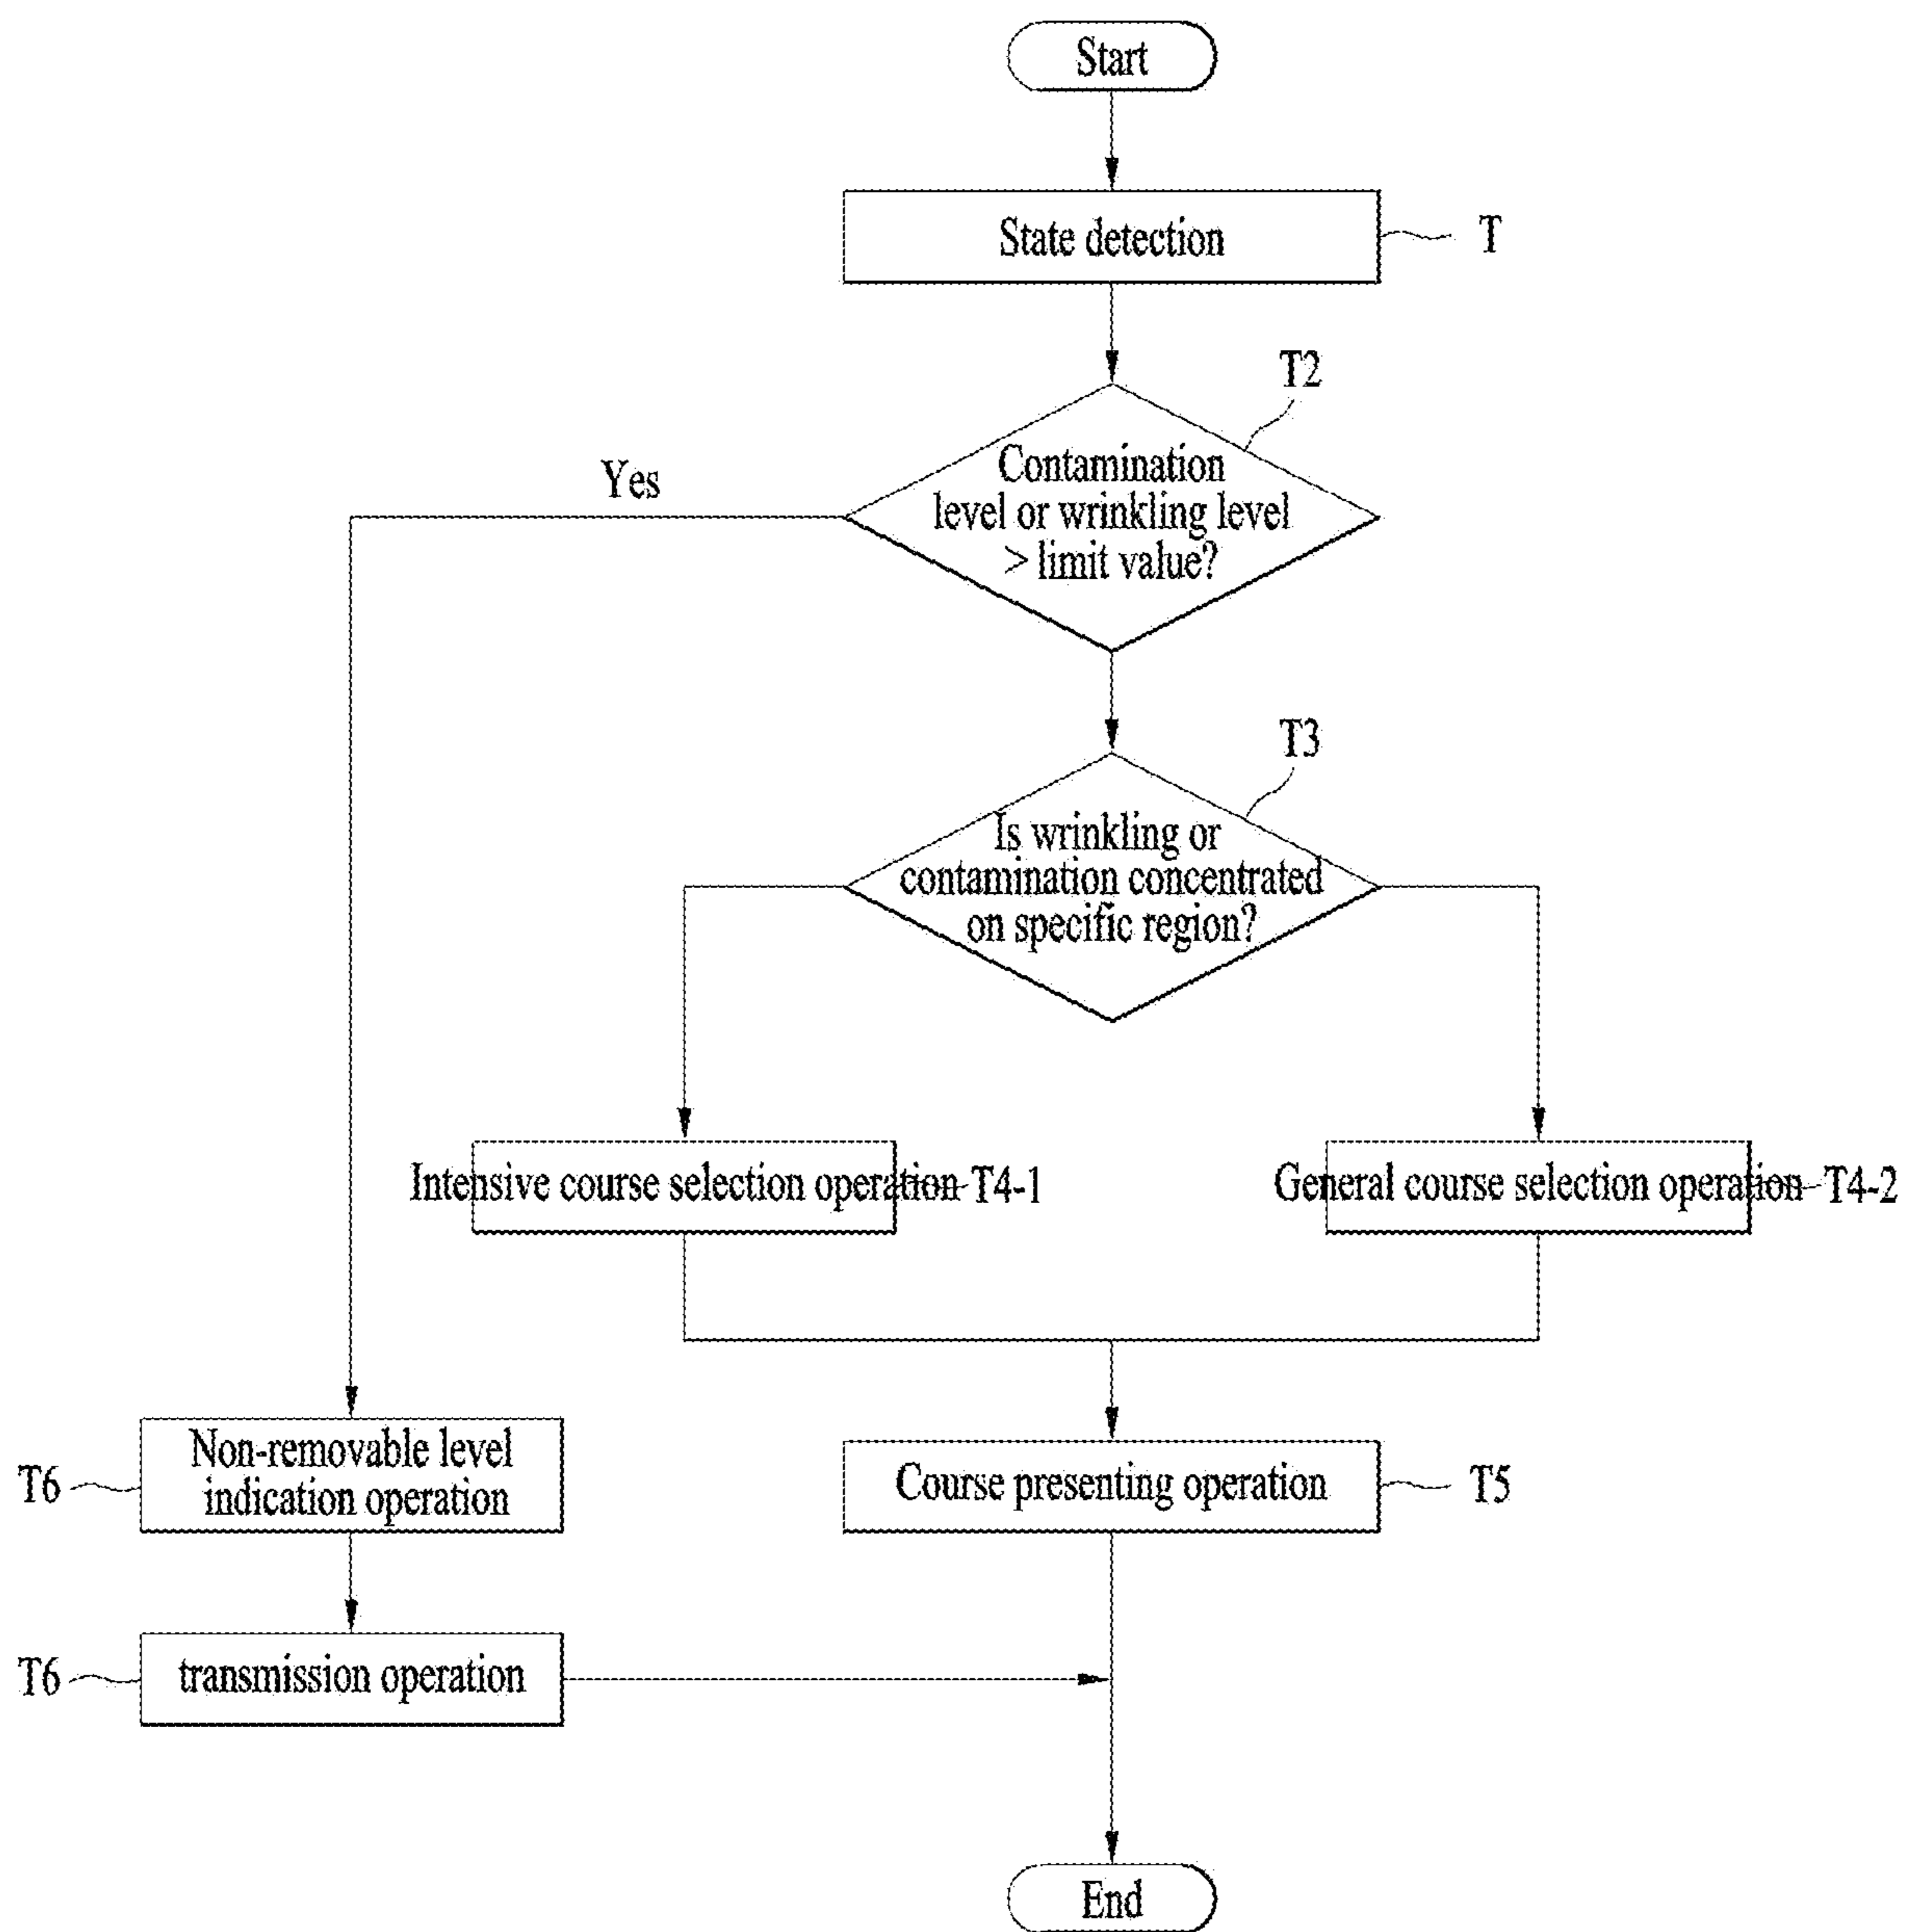 Start
State detection
T
T2
Contamination
level or wrinkling level
> limit value?
Yes
T3
Is wrinkling or
contamination concentrated
on specific region?
Intensive course selection operation
T4-1
General course selection operation
T4-2
Non-removable level
indication operation
T6
Course presenting operation
T5
transmission operation
T6
End